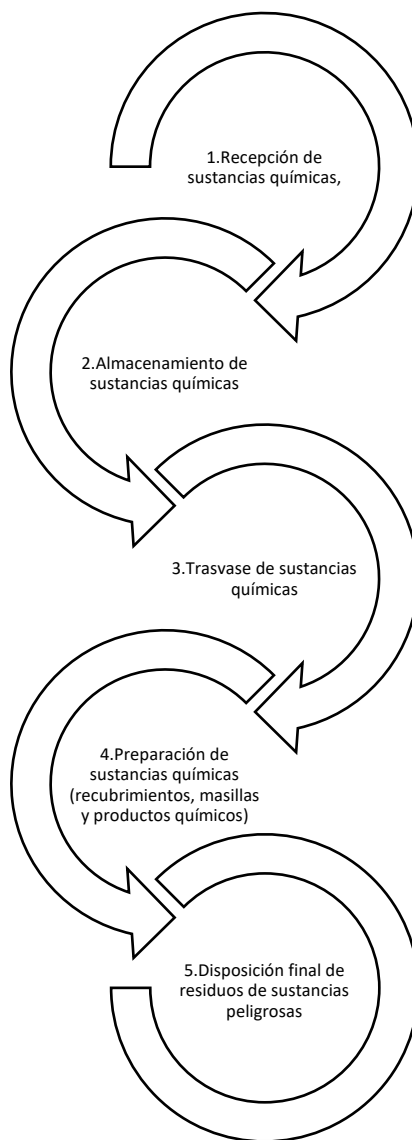 1.Recepción de
sustancias químicas,
2.Almacenamiento de
sustancias químicas
3.Trasvase de sustancias
químicas
4.Preparación de
sustancias químicas
(recubrimientos, masillas
y productos químicos)
5.Disposición final de
residuos de sustancias
peligrosas